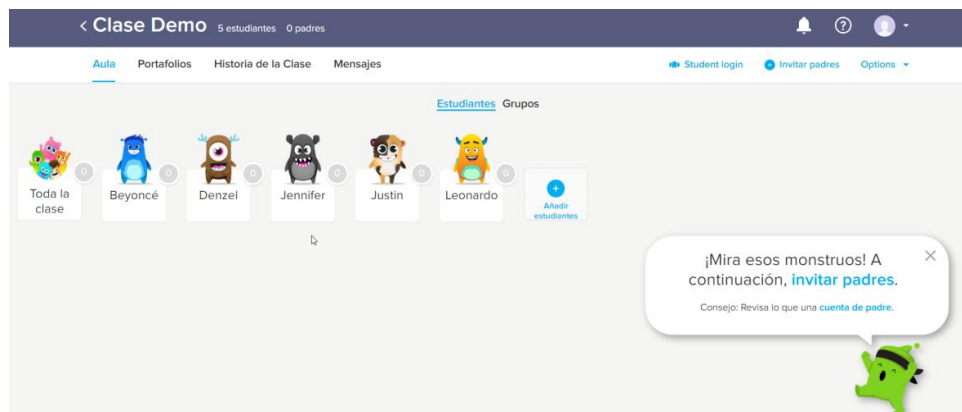 < Clase Demo 5 estudiantes 0 padres
Aula Portafolios Historia de la Clase Mensajes Student login Invitar padres Options
Estudiantes Grupos
0 0 0 0 0 0
Toda la clase Beyoncé Denzel Jennifer Justin Leonardo Añadir estudiantes
¡Mira esos monstruos! A
continuación, invitar padres.
Consejo: Revisa lo que una cuenta de padre.